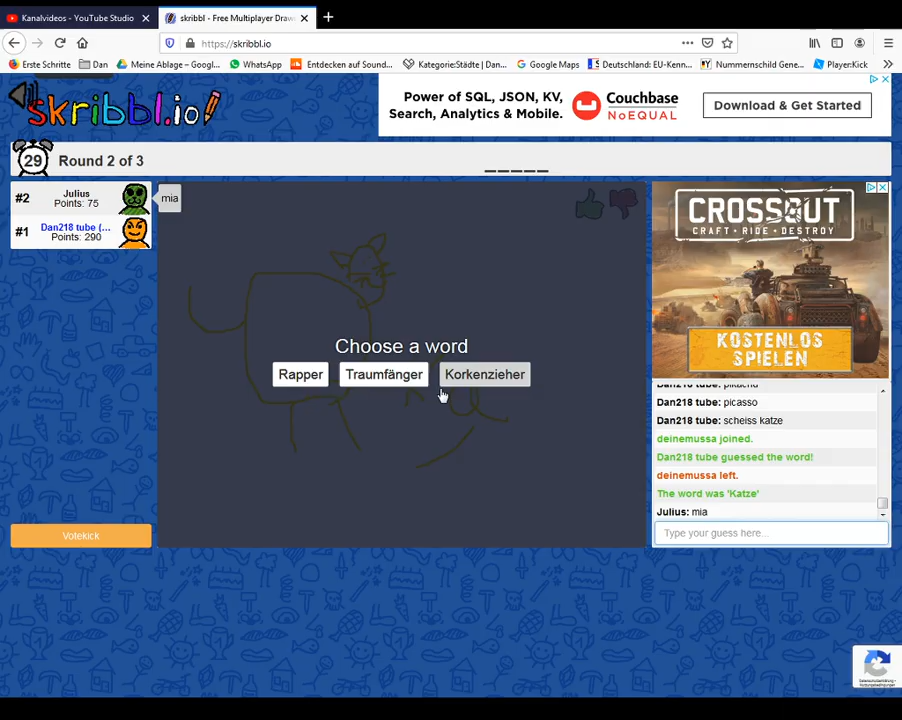 Kanalvideos - YouTube Studio
skribbl - Free Multiplayer Draw
https://skribbl.io
Erste Schritte
Dan
Meine Ablage – Googl...
WhatsApp
Entdecken auf Sound...
Kategorie:Städte | Dan...
Google Maps
Deutschland: EU-Kenn...
Nummernschild Gene...
Player:Kick
skribbl.io
Power of SQL, JSON, KV,
Search, Analytics & Mobile.
Couchbase
NoEQUAL
Download & Get Started
29
Round 2 of 3
_____
#2
Julius
Points: 75
mia
#1
Dan218 tube (...
Points: 290
Choose a word
Rapper
Traumfänger
Korkenzieher
CROSSOUT
CRAFT • RIDE • DESTROY
KOSTENLOS
SPIELEN
Dan218 tube: pikachu
Dan218 tube: picasso
Dan218 tube: scheiss katze
deinemussa joined.
Dan218 tube guessed the word!
deinemussa left.
The word was 'Katze'
Julius: mia
Type your guess here...
Votekick